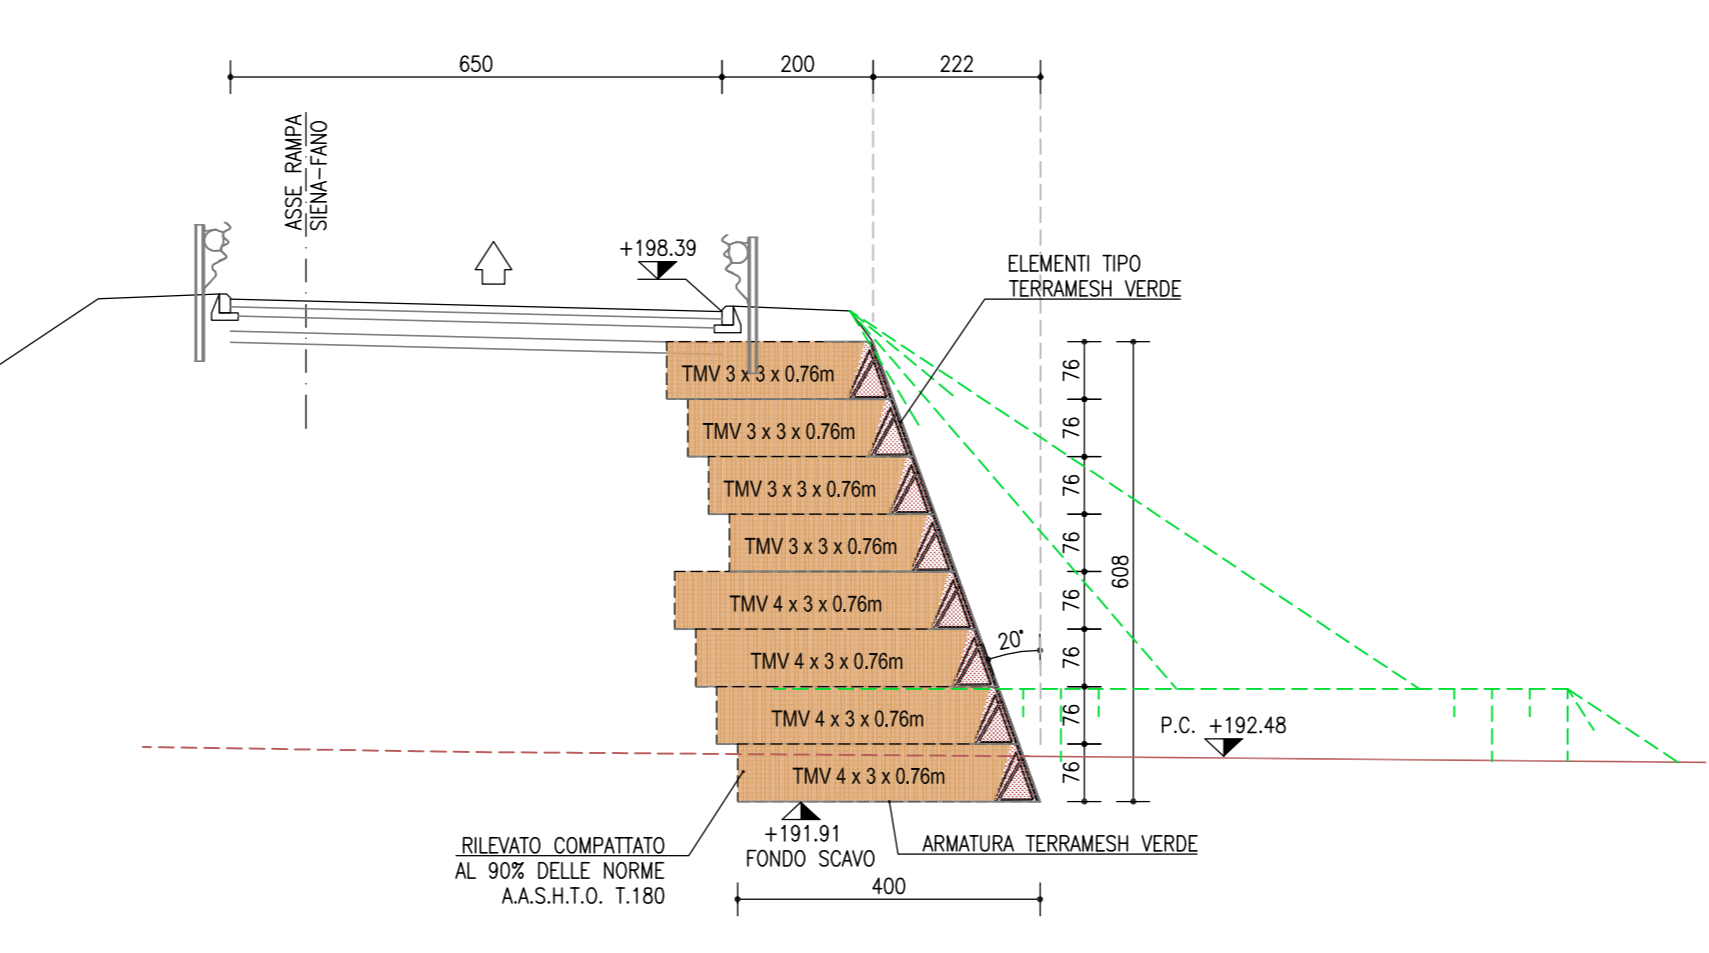 650
200
222
ASSE RAMPA
SIENA-FANO
+198.39
ELEMENTI TIPO
TERRAMESH VERDE
TMV 3 x 3 x 0.76m
76
TMV 3 x 3 x 0.76m
76
TMV 3 x 3 x 0.76m
76
TMV 3 x 3 x 0.76m
76
608
TMV 4 x 3 x 0.76m
76
TMV 4 x 3 x 0.76m
20°
76
TMV 4 x 3 x 0.76m
76
P.C. +192.48
TMV 4 x 3 x 0.76m
76
+191.91
FONDO SCAVO
RILEVATO COMPATTATO
AL 90% DELLE NORME
A.A.S.H.T.O. T.180
ARMATURA TERRAMESH VERDE
400